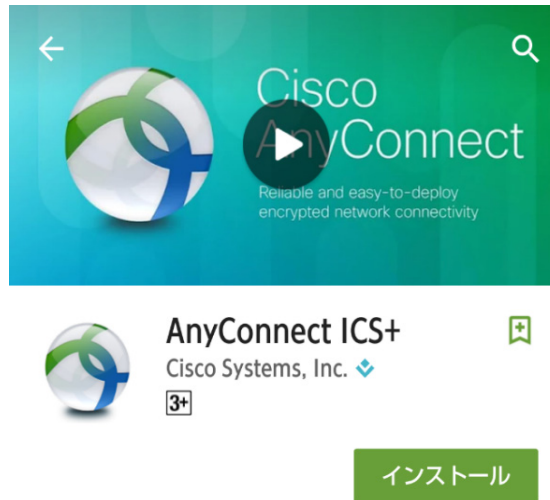 Cisco
AnyConnect
Reliable and easy-to-deploy
encrypted network connectivity
AnyConnect ICS+
Cisco Systems, Inc.
3+
インストール